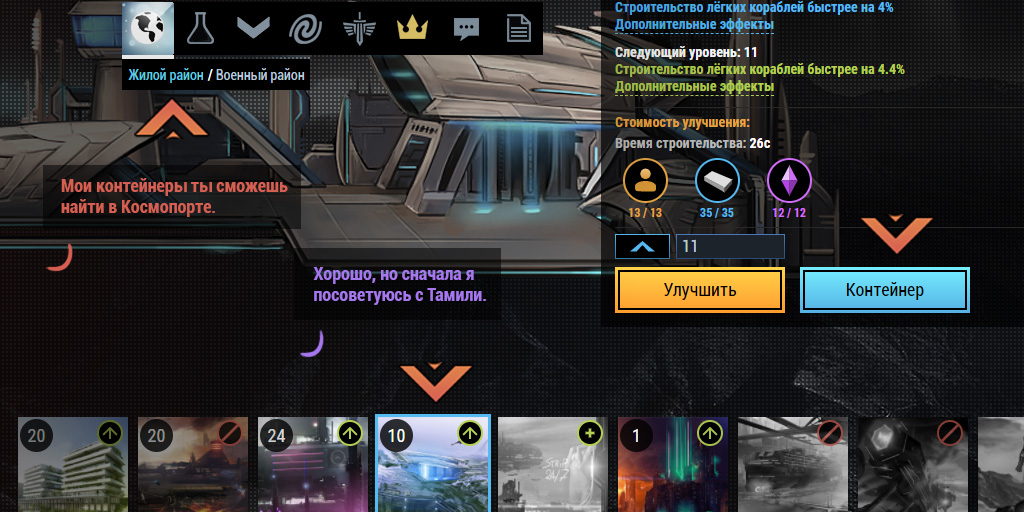 Строительство лёгких кораблей быстрее на 4%
Дополнительные эффекты
Следующий уровень: 11
Строительство лёгких кораблей быстрее на 4.4%
Дополнительные эффекты
Стоимость улучшения:
Время строительства: 26с
13 / 13
35 / 35
12 / 12
11
Улучшить
Контейнер
Жилой район / Военный район
Мои контейнеры ты сможешь
найти в Космопорте.
Хорошо, но сначала я
посоветуюсь с Тамили.
20
20
24
10
1